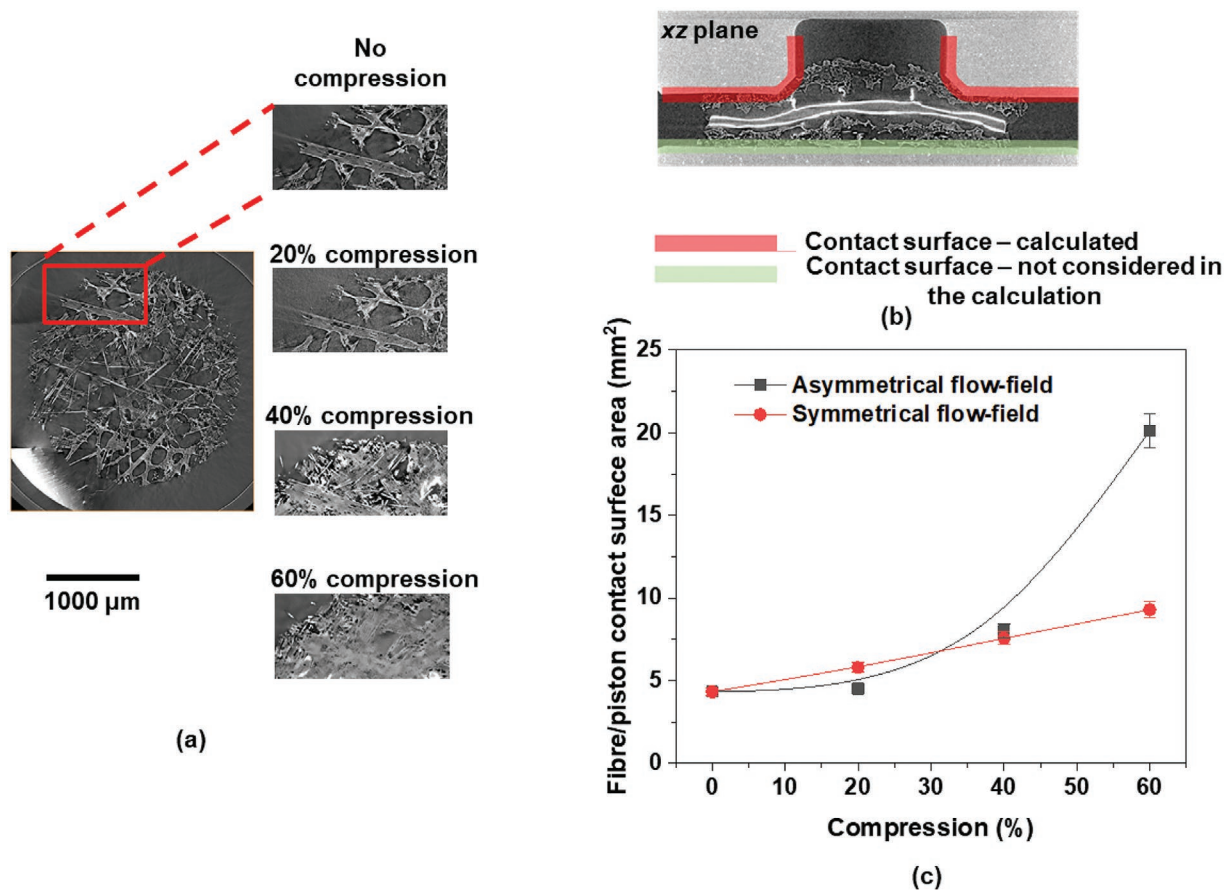 No
compression
20% compression
40% compression
60% compression
1000 µm
(a)
xz plane
Contact surface – calculated
Contact surface – not considered in
the calculation
(b)
Fibre/piston contact surfece area (mm²)
25
20
15
10
5
0
Asymmetrical flow-field
Symmetrical flow-field
0
10
20
30
40
50
60
Compression (%)
(c)